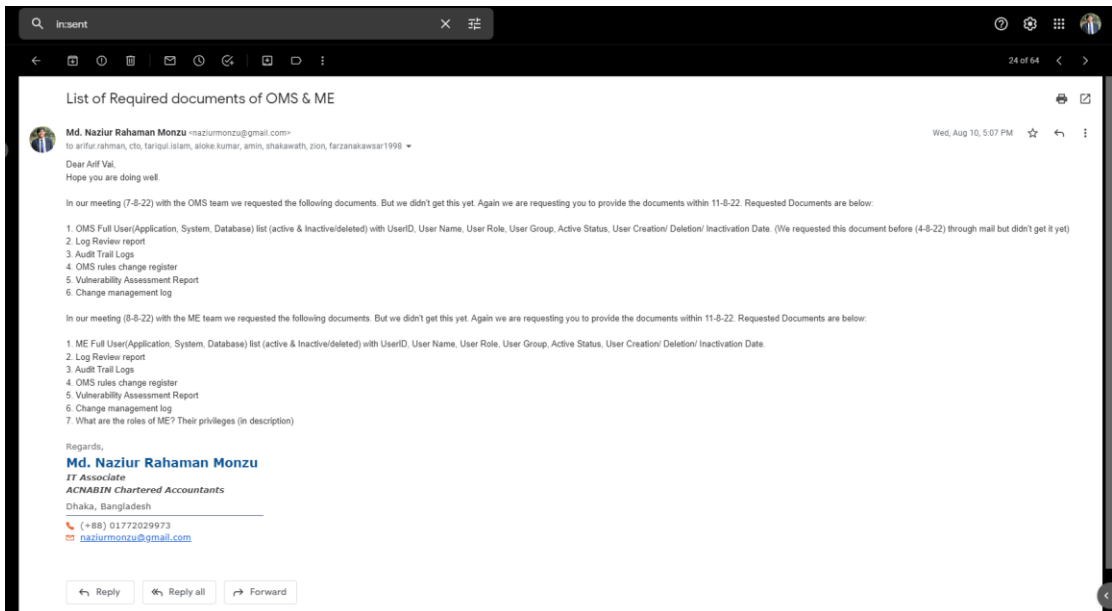 in:sent
24 of 64
List of Required documents of OMS & ME
Md. Naziur Rahaman Monzu <naziurmonzu@gmail.com>
Wed, Aug 10, 5:07 PM
to arifur.rahman, cto, tariqul.islam, aloke.kumar, amin, shakawath, zion, farzanakawsar1998
Dear Arif Vai,
Hope you are doing well.
In our meeting (7-8-22) with the OMS team we requested the following documents. But we didn't get this yet. Again we are requesting you to provide the documents within 11-8-22. Requested Documents are below:
1. OMS Full User(Application, System, Database) list (active & Inactive/deleted) with UserID, User Name, User Role, User Group, Active Status, User Creation/ Deletion/ Inactivation Date. (We requested this document before (4-8-22) through mail but didn't get it yet)
2. Log Review report
3. Audit Trail Logs
4. OMS rules change register
5. Vulnerability Assessment Report
6. Change management log
In our meeting (8-8-22) with the ME team we requested the following documents. But we didn't get this yet. Again we are requesting you to provide the documents within 11-8-22. Requested Documents are below:
1. ME Full User(Application, System, Database) list (active & Inactive/deleted) with UserID, User Name, User Role, User Group, Active Status, User Creation/ Deletion/ Inactivation Date.
2. Log Review report
3. Audit Trail Logs
4. OMS rules change register
5. Vulnerability Assessment Report
6. Change management log
7. What are the roles of ME? Their privileges (in description)
Regards,
Md. Naziur Rahaman Monzu
IT Associate
ACNABIN Chartered Accountants
Dhaka, Bangladesh
(+88) 01772029973
naziurmonzu@gmail.com
Reply
Reply all
Forward